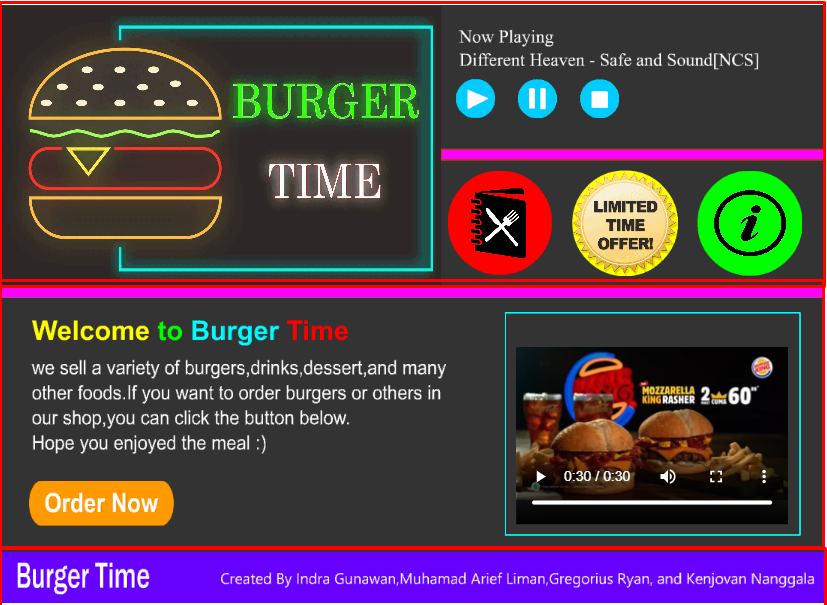 BURGER
TIME
Now Playing
Different Heaven - Safe and Sound[NCS]
LIMITED
TIME
OFFER!
i
Welcome to Burger Time
we sell a variety of burgers,drinks,dessert,and many
other foods.If you want to order burgers or others in
our shop,you can click the button below.
Hope you enjoyed the meal :)
Order Now
MOZZARELLA
KING RASHER
2 CUMA 60
0:30 / 0:30
Burger Time
Created By Indra Gunawan,Muhamad Arief Liman,Gregorius Ryan, and Kenjovan Nanggala